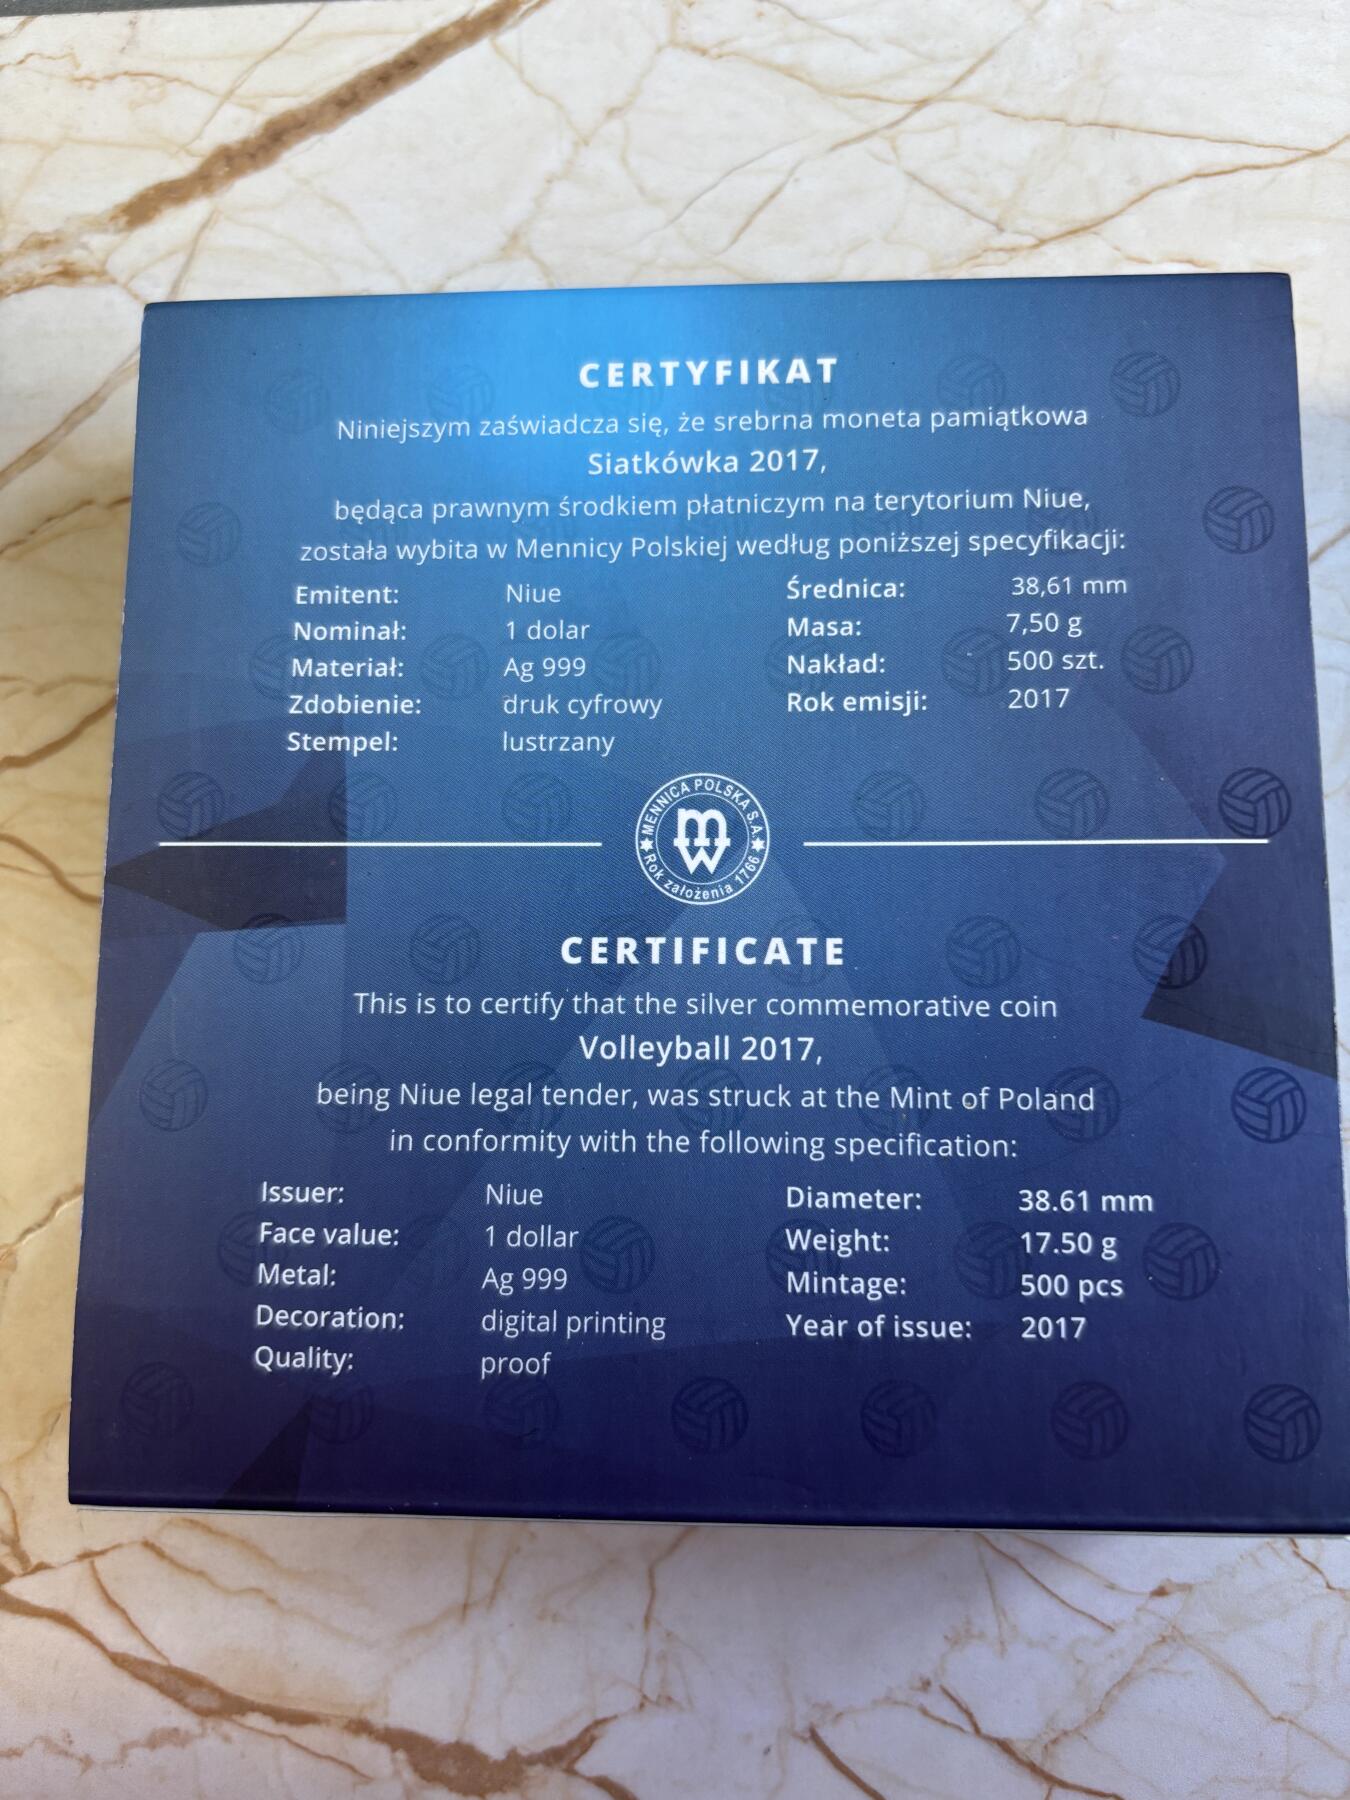 CERTYFIKAT
Niniejszym zaświadcza się, że srebrna moneta pamiątkowa
Siatkówka 2017,
będąca prawnym środkiem płatniczym na terytorium Niue,
została wybita w Mennicy Polskiej według poniższej specyfikacji:
Emitent: Niue Średnica: 38,61 mm
Nominał: 1 dolar Masa: 7,50 g
Materiał: Ag 999 Nakład: 500 szt.
Zdobienie: druk cyfrowy Rok emisji: 2017
Stempel: lustrzany
MENNICA POLSKA S.A.
mw
Rok założenia 1766
CERTIFICATE
This is to certify that the silver commemorative coin
Volleyball 2017,
being Niue legal tender, was struck at the Mint of Poland
in conformity with the following specification:
Issuer: Niue Diameter: 38.61 mm
Face value: 1 dollar Weight: 17.50 g
Metal: Ag 999 Mintage: 500 pcs
Decoration: digital printing Year of issue: 2017
Quality: proof